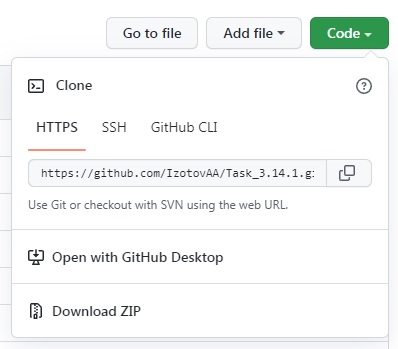 Go to file Add file Code
Clone
HTTPS SSH GitHub CLI
https://github.com/IzotovAA/Task_3.14.1.gi
Use Git or checkout with SVN using the web URL.
Open with GitHub Desktop
Download ZIP